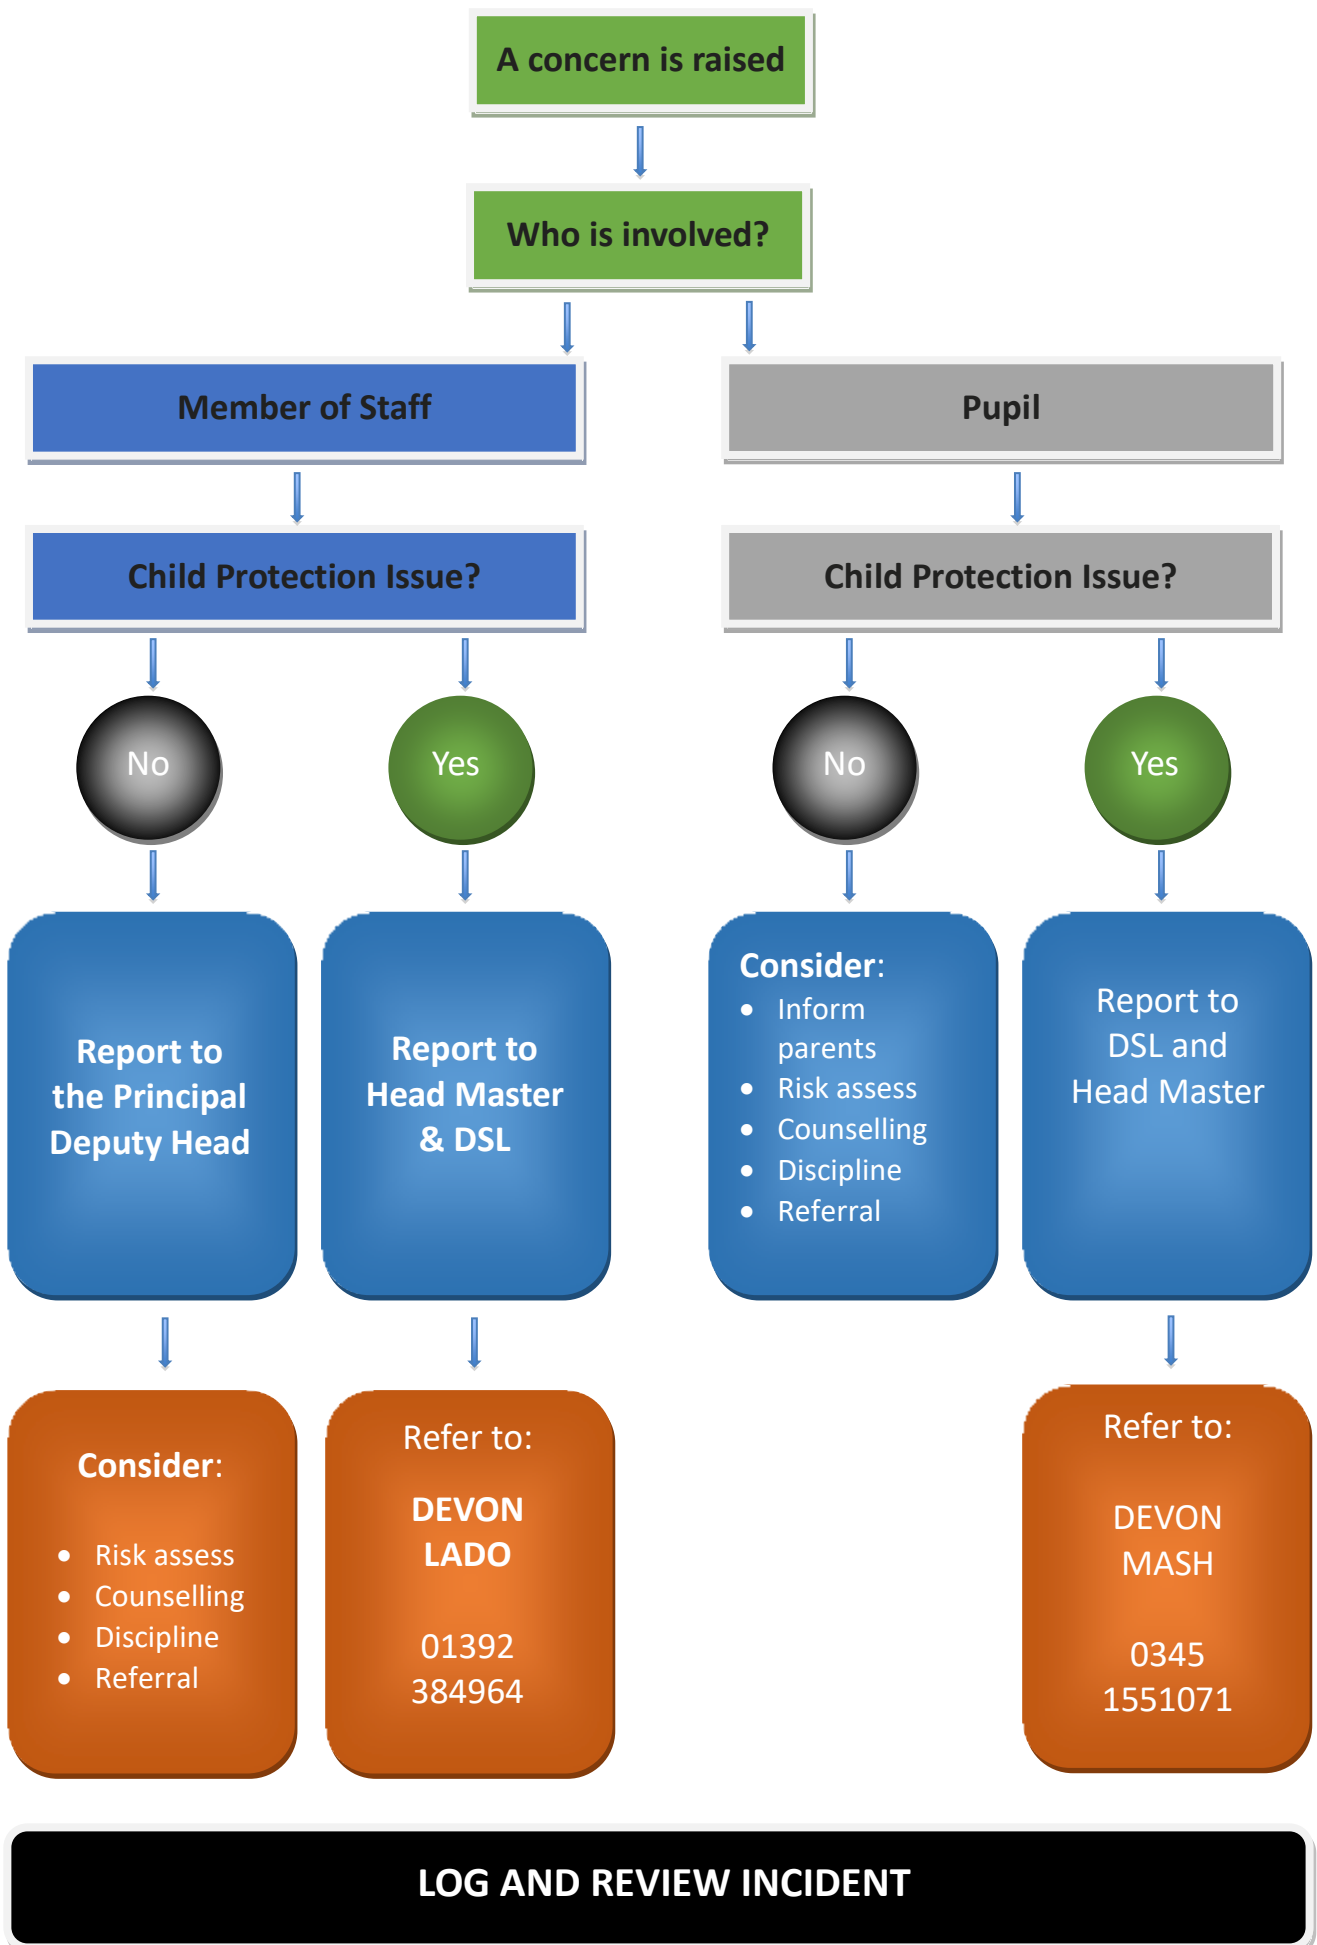 A concern is raised
Who is involved?
Member of Staff
Pupil
Child Protection Issue?
Child Protection Issue?
No
Yes
No
Yes
Report to
the Principal
Deputy Head
Report to
Head Master
& DSL
Consider:
• Inform
parents
• Risk assess
• Counselling
• Discipline
• Referral
Report to
DSL and
Head Master
Consider:
• Risk assess
• Counselling
• Discipline
• Referral
Refer to:
DEVON
LADO
01392
384964
Refer to:
DEVON
MASH
0345
1551071
LOG AND REVIEW INCIDENT